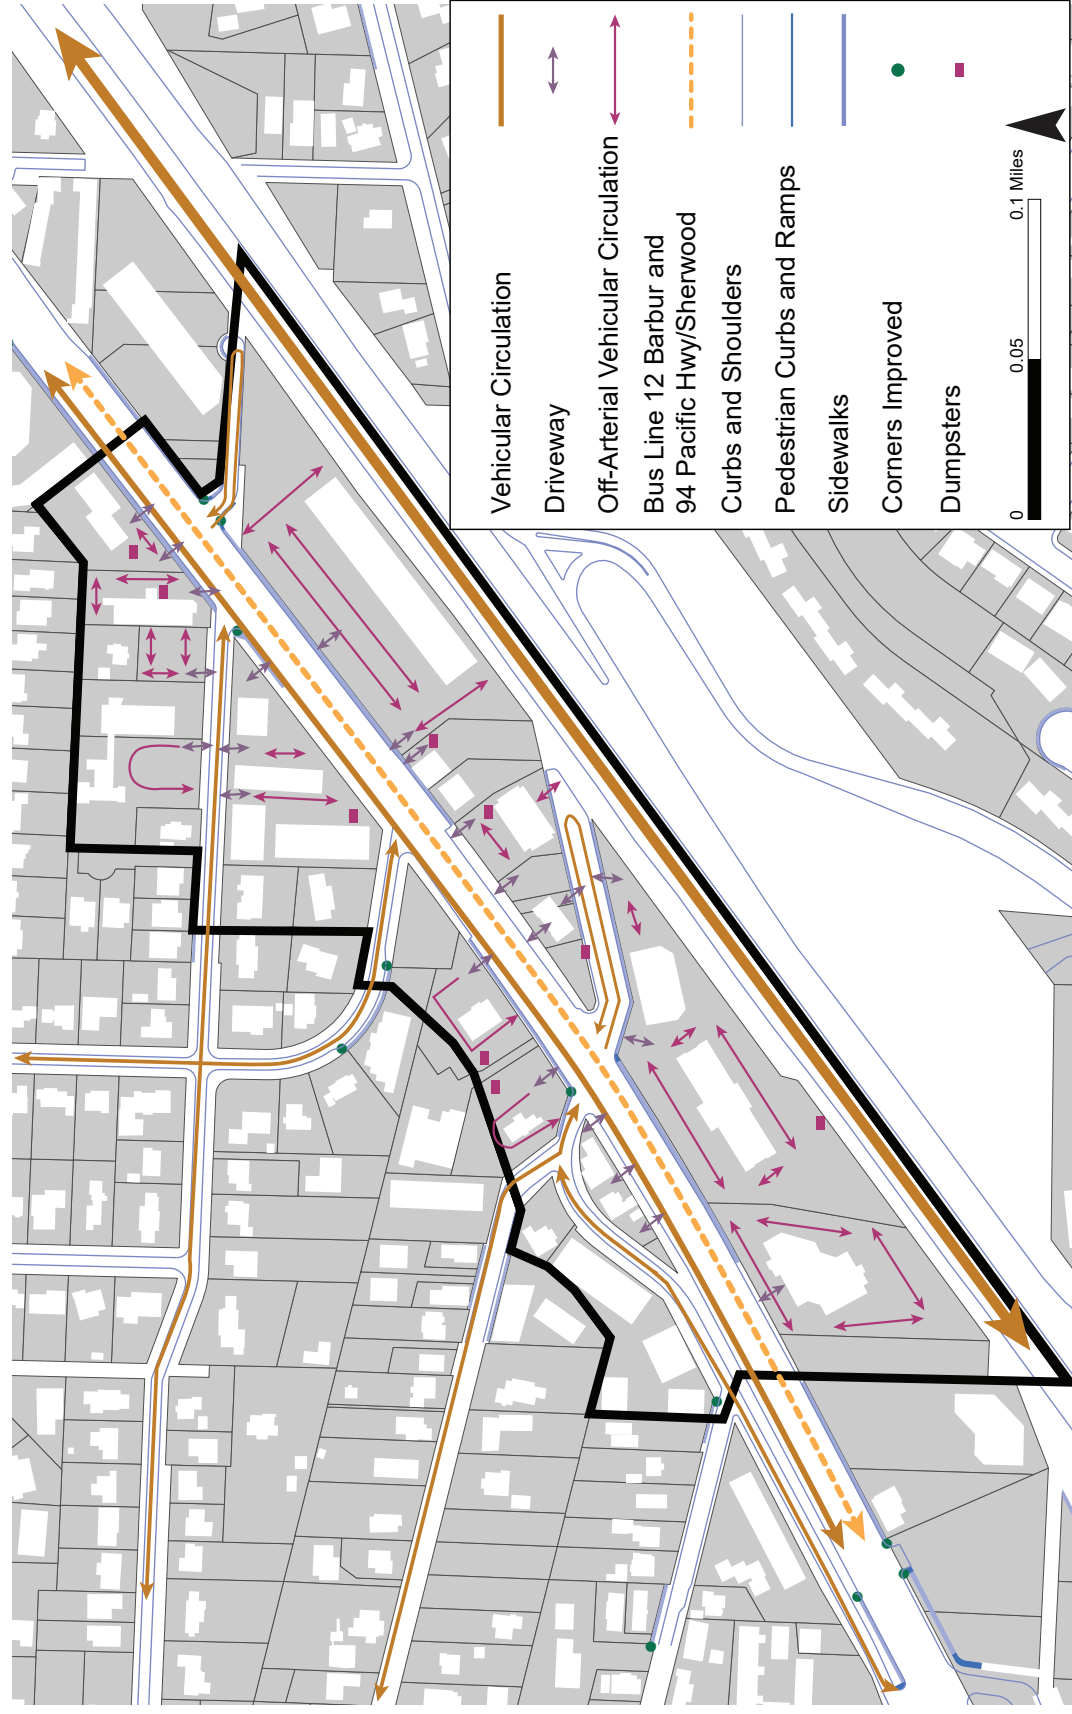 Vehicular Circulation
Driveway
Off-Arterial Vehicular Circulation
Bus Line 12 Barbur and
94 Pacific Hwy/Sherwood
Curbs and Shoulders
Pedestrian Curbs and Ramps
Sidewalks
Corners Improved
Dumpsters
0 0.05 0.1 Miles